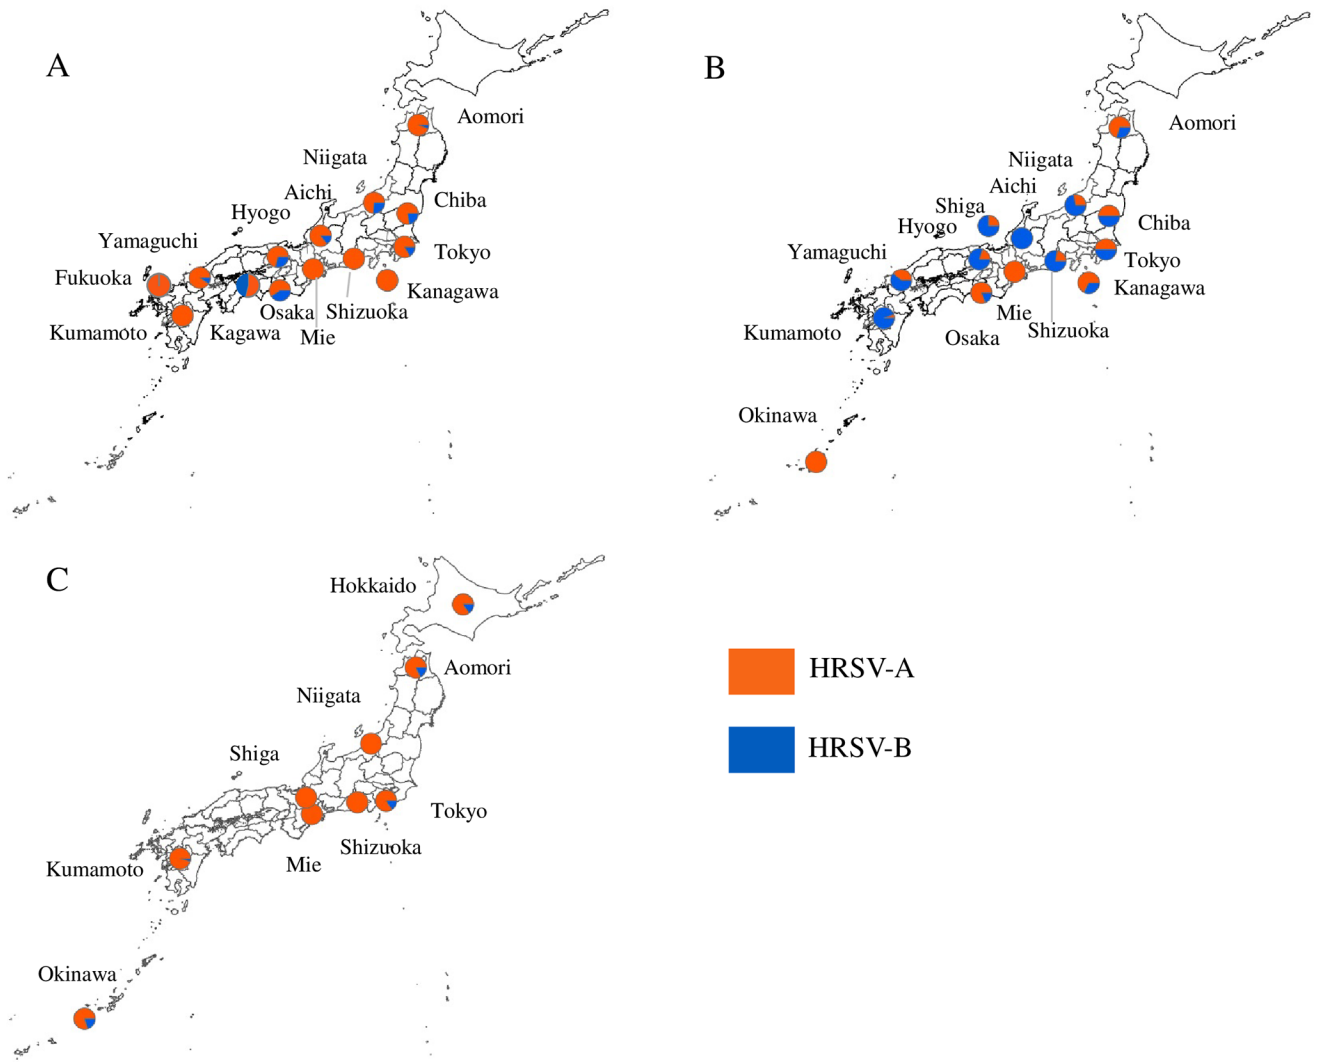 A
Aomori
Niigata
Aichi
Chiba
Hyogo
Yamaguchi
Tokyo
Fukuoka
Kanagawa
Osaka
Shizuoka
Kumamoto
Kagawa
Mie
B
Aomori
Niigata
Aichi
Shiga
Chiba
Hyogo
Yamaguchi
Tokyo
Kanagawa
Mie
Kumamoto
Osaka
Shizuoka
Okinawa
C
Hokkaido
Aomori
Niigata
Shiga
Tokyo
Shizuoka
Mie
Kumamoto
Okinawa
HRSV-A
HRSV-B